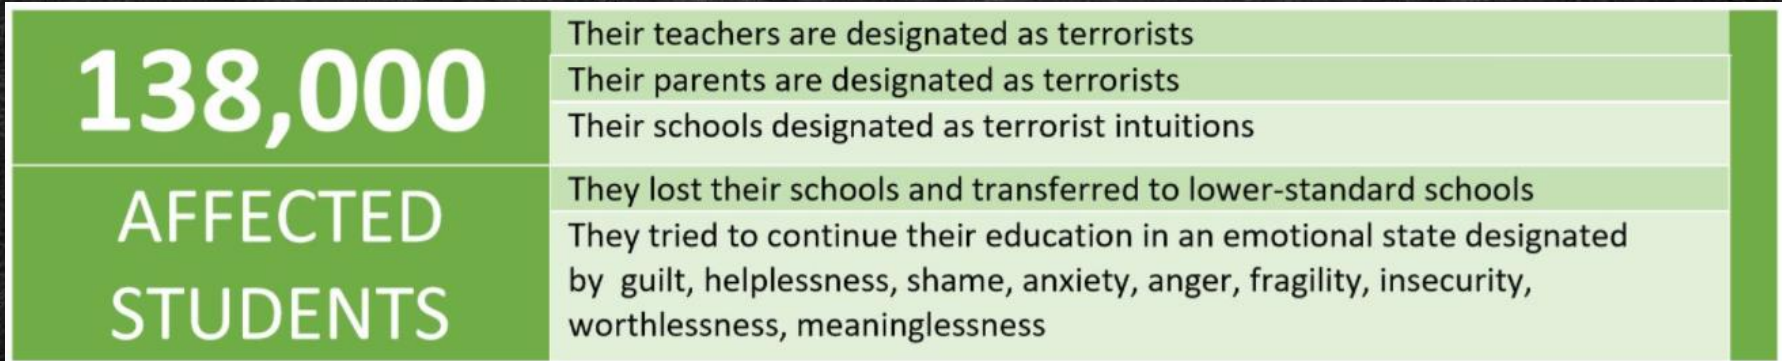 138,000
AFFECTED
STUDENTS
Their teachers are designated as terrorists
Their parents are designated as terrorists
Their schools designated as terrorist intuitions
They lost their schools and transferred to lower-standard schools
They tried to continue their education in an emotional state designated
by guilt, helplessness, shame, anxiety, anger, fragility, insecurity,
worthlessness, meaninglessness